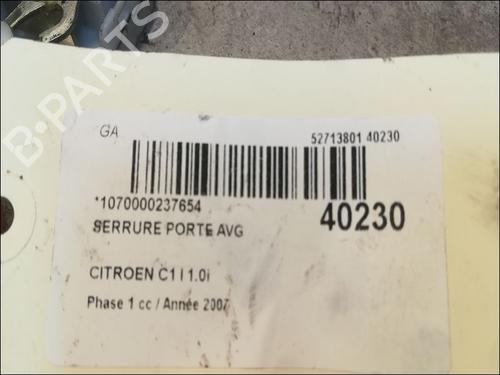 B-PARTS
GA
52713801 40230
*1070000237654
40230
SERRURE PORTE AVG
CITROEN C1 I 1.0i
Phase 1 cc / Année 2007